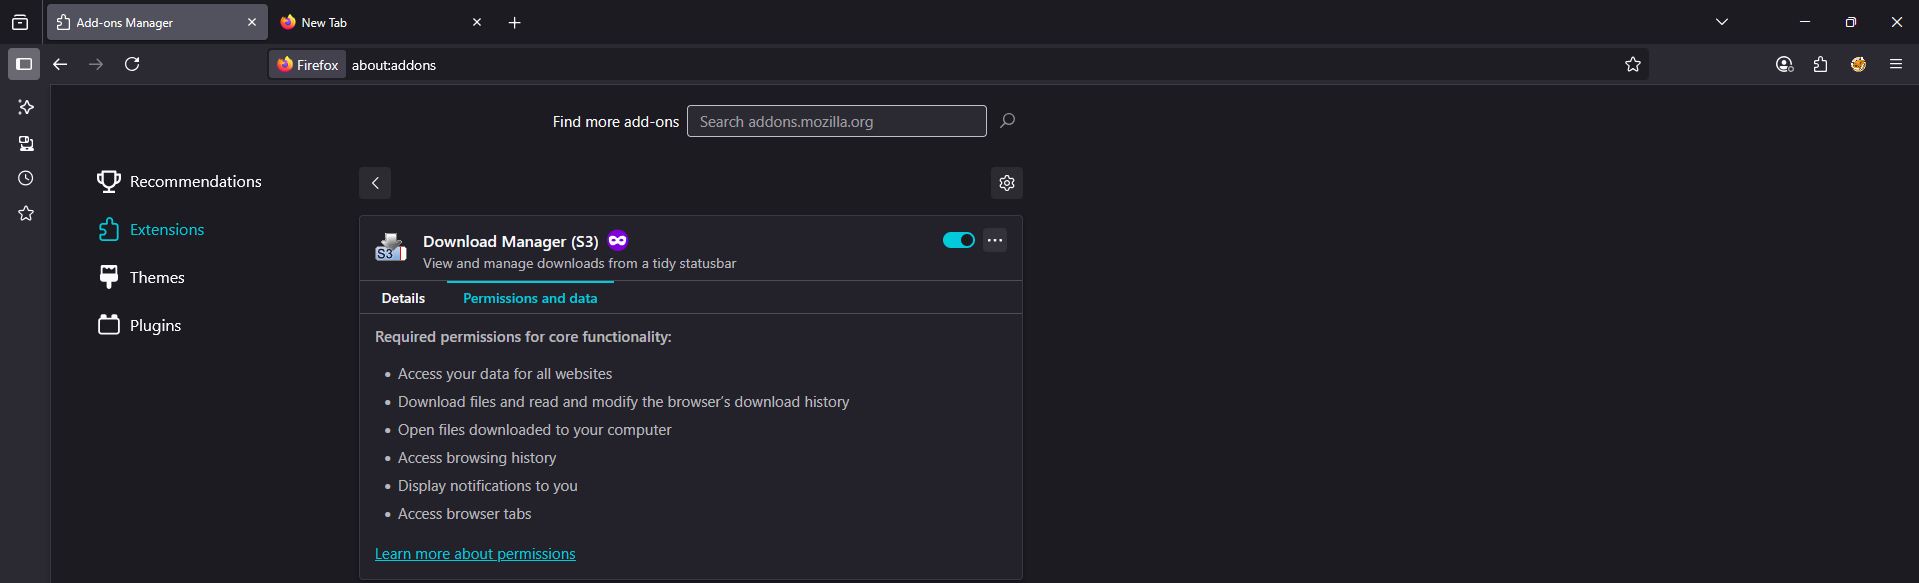 Add-ons Manager
New Tab
Firefox about:addons
Find more add-ons Search addons.mozilla.org
Recommendations
Extensions
Themes
Plugins
S3
Download Manager (S3)
View and manage downloads from a tidy statusbar
Details Permissions and data
Required permissions for core functionality:
• Access your data for all websites
• Download files and read and modify the browser’s download history
• Open files downloaded to your computer
• Access browsing history
• Display notifications to you
• Access browser tabs
Learn more about permissions